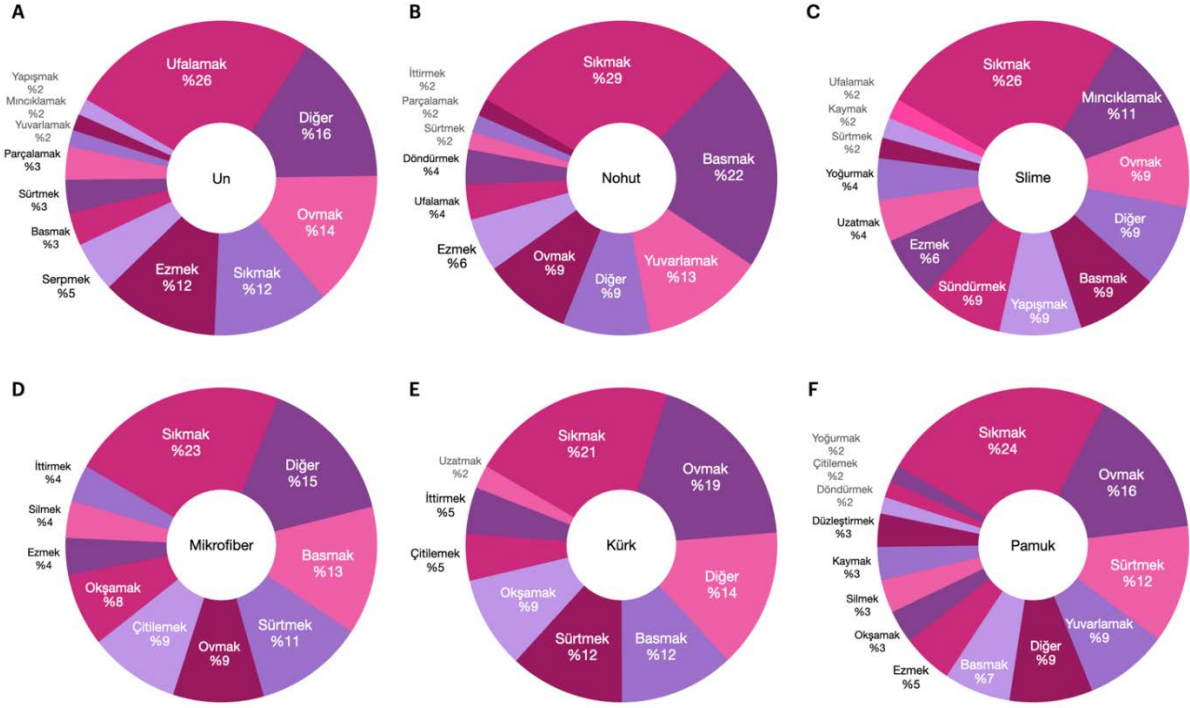 A
Un
Ufalamak
%26
Diğer
%16
Ovmak
%14
Sıkmak
%12
Ezmek
%12
Serpmek
%5
Basmak
%3
Sürtmek
%3
Parçalamak
%3
Yuvarlamak
%2
Mıncıklamak
%2
Yapışmak
%2
B
Nohut
Sıkmak
%29
Basmak
%22
Yuvarlamak
%13
Diğer
%9
Ovmak
%9
Ezmek
%6
Ufalamak
%4
Döndürmek
%4
Sürtmek
%2
Parçalamak
%2
İttirmek
%2
C
Slime
Sıkmak
%26
Mıncıklamak
%11
Ovmak
%9
Diğer
%9
Basmak
%9
Yapışmak
%9
Sündürmek
%9
Ezmek
%6
Uzatmak
%4
Yoğurmak
%4
Sürtmek
%2
Kaymak
%2
Ufalamak
%2
D
Mikrofiber
Sıkmak
%23
Diğer
%15
Basmak
%13
Sürtmek
%11
Ovmak
%9
Çitilemek
%9
Okşamak
%8
Ezmek
%4
Silmek
%4
İttirmek
%4
E
Kürk
Sıkmak
%21
Ovmak
%19
Diğer
%14
Basmak
%12
Sürtmek
%12
Okşamak
%9
Çitilemek
%5
İttirmek
%5
Uzatmak
%2
F
Pamuk
Sıkmak
%24
Ovmak
%16
Sürtmek
%12
Yuvarlamak
%9
Diğer
%9
Basmak
%7
Ezmek
%5
Okşamak
%3
Silmek
%3
Kaymak
%3
Düzleştirmek
%3
Döndürmek
%2
Çitilemek
%2
Yoğurmak
%2